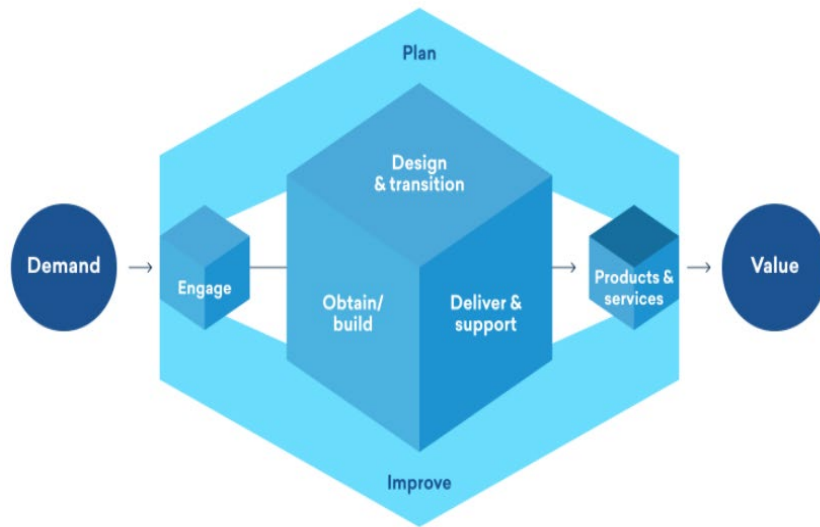 Plan
Design
& transition
Demand
Engage
Obtain/
build
Deliver &
support
Products &
services
Value
Improve